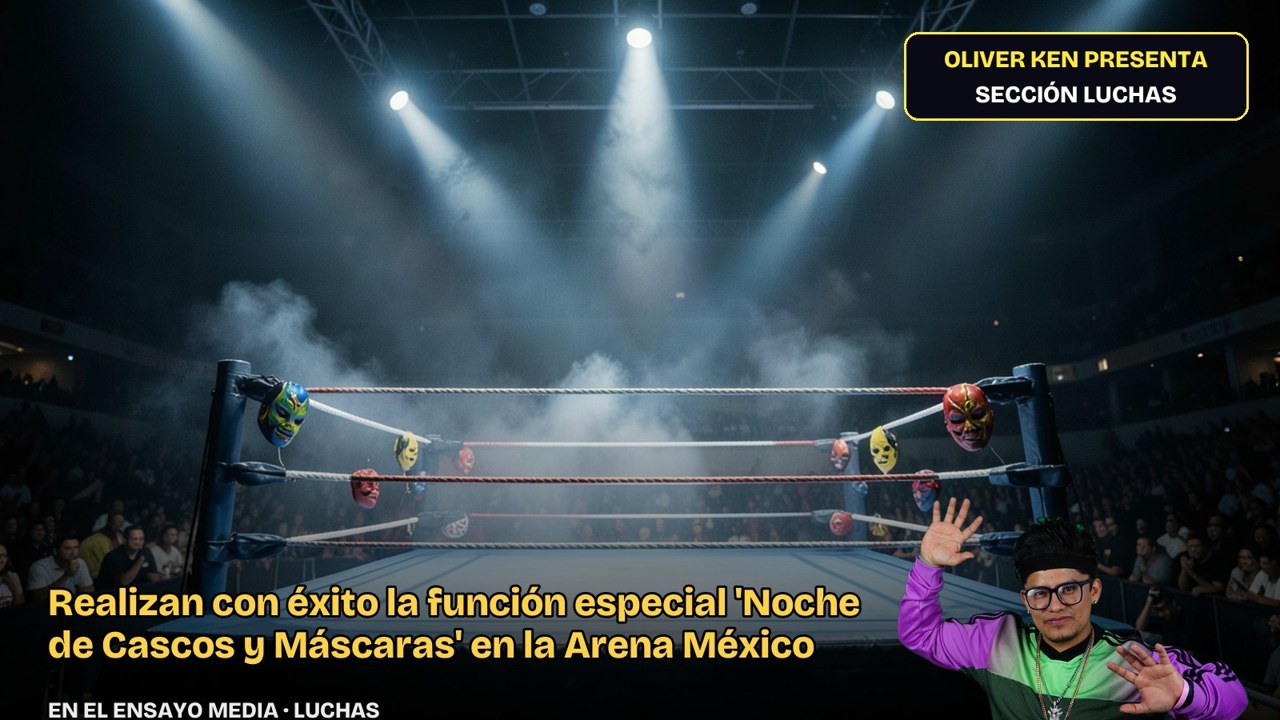 OLIVER KEN PRESENTA
SECCIÓN LUCHAS
Realizan con éxito la función especial 'Noche
de Cascos y Máscaras' en la Arena México
EN EL ENSAYO MEDIA · LUCHAS